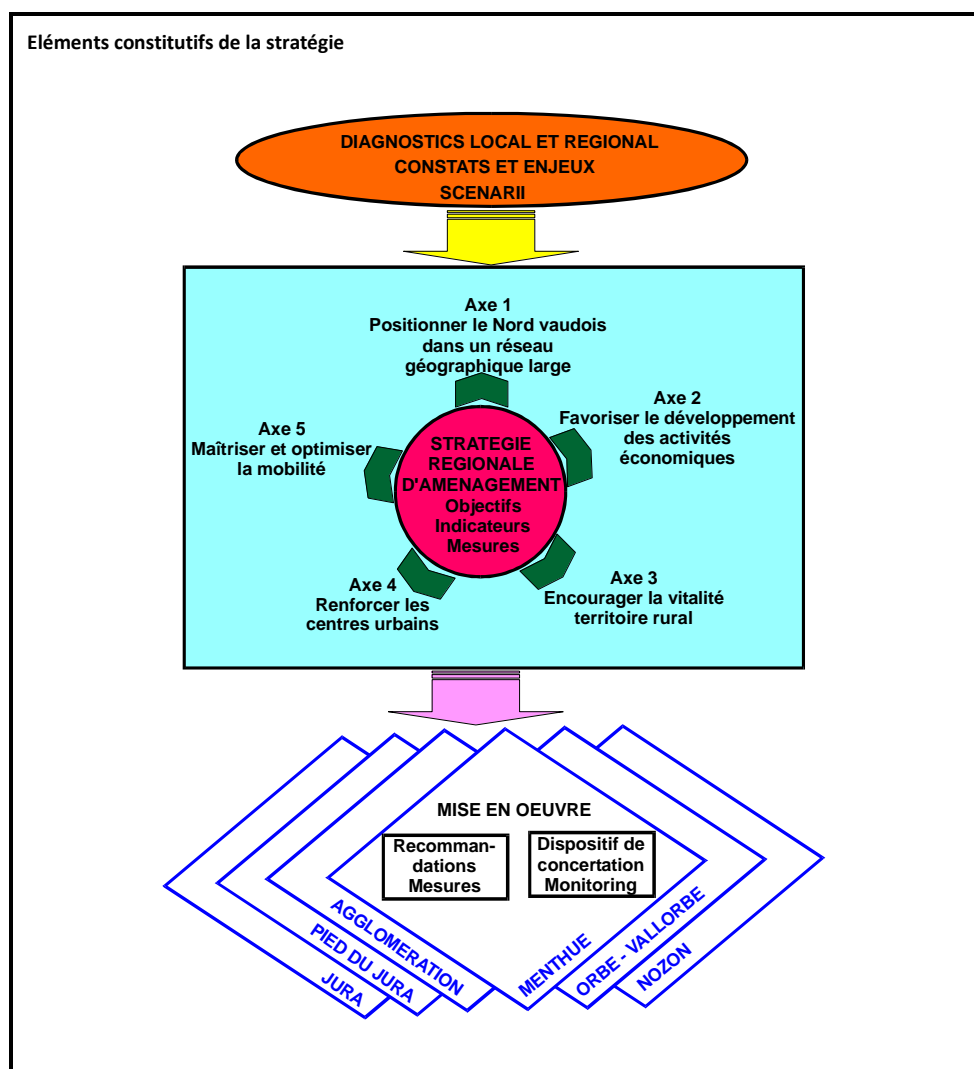 Eléments constitutifs de la stratégie
DIAGNOSTICS LOCAL ET REGIONAL
CONSTATS ET ENJEUX
SCENARII
Axe 1
Positionner le Nord vaudois
dans un réseau
géographique large
Axe 2
Favoriser le développement
des activités
économiques
Axe 5
Maîtriser et optimiser
la mobilité
STRATEGIE
REGIONALE
D'AMENAGEMENT
Objectifs
Indicateurs
Mesures
Axe 4
Renforcer les
centres urbains
Axe 3
Encourager la vitalité
territoire rural
MISE EN OEUVRE
Recomman-
dations
Mesures
Dispositif de
concertation
Monitoring
AGGLOMERATION
PIED DU JURA
JURA
MENTHUE
ORBE - VALLORBE
NOZON